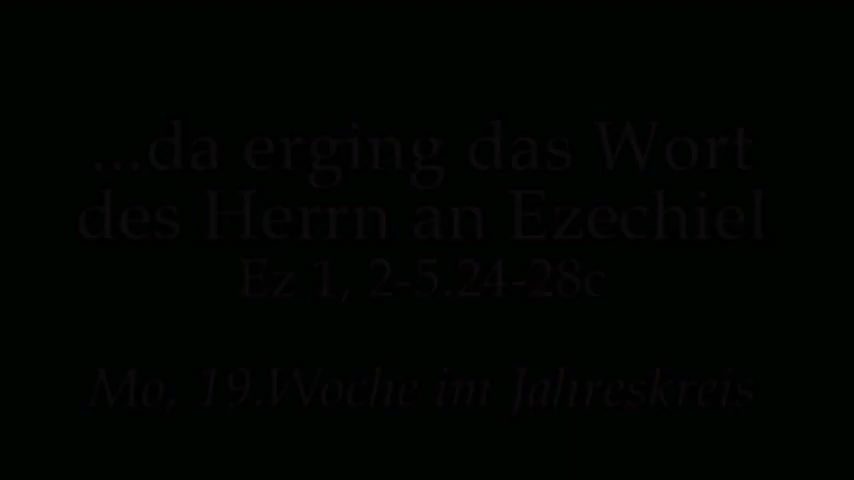 ...da erging das Wort
des Herrn an Ezechiel
Ez 1, 2-5.24-28c
Mo, 19.Woche im Jahreskreis